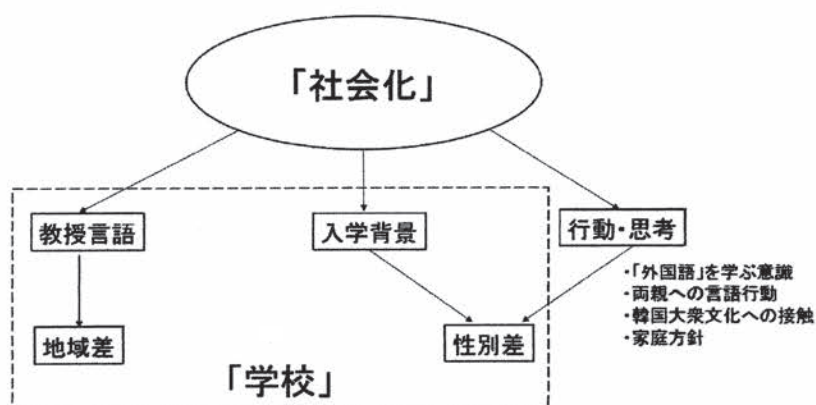 「社会化」
教授言語
入学背景
行動・思考
・「外国語」を学ぶ意識
・両親への言語行動
・韓国大衆文化への接触
・家庭方針
地域差
性別差
「学校」